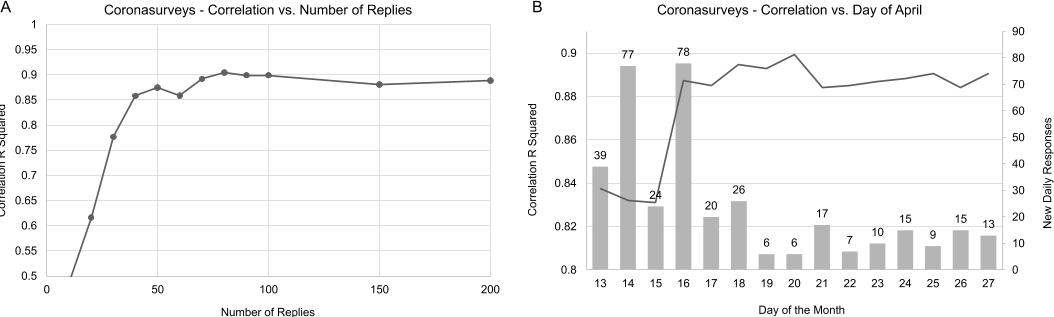 A
Coronasurveys - Correlation vs. Number of Replies
1
0.95
0.9
0.85
0.8
0.75
0.7
0.65
0.6
0.55
0.5
Correlation R Squared
0 50 100 150 200
Number of Replies
B
Coronasurveys - Correlation vs. Day of April
0.9
0.88
0.86
0.84
0.82
0.8
Correlation R Squared
39 77 24 78 20 26 6 6 17 7 10 15 9 15 13
90
80
70
60
50
40
30
20
10
0
New Daily Responses
13 14 15 16 17 18 19 20 21 22 23 24 25 26 27
Day of the Month